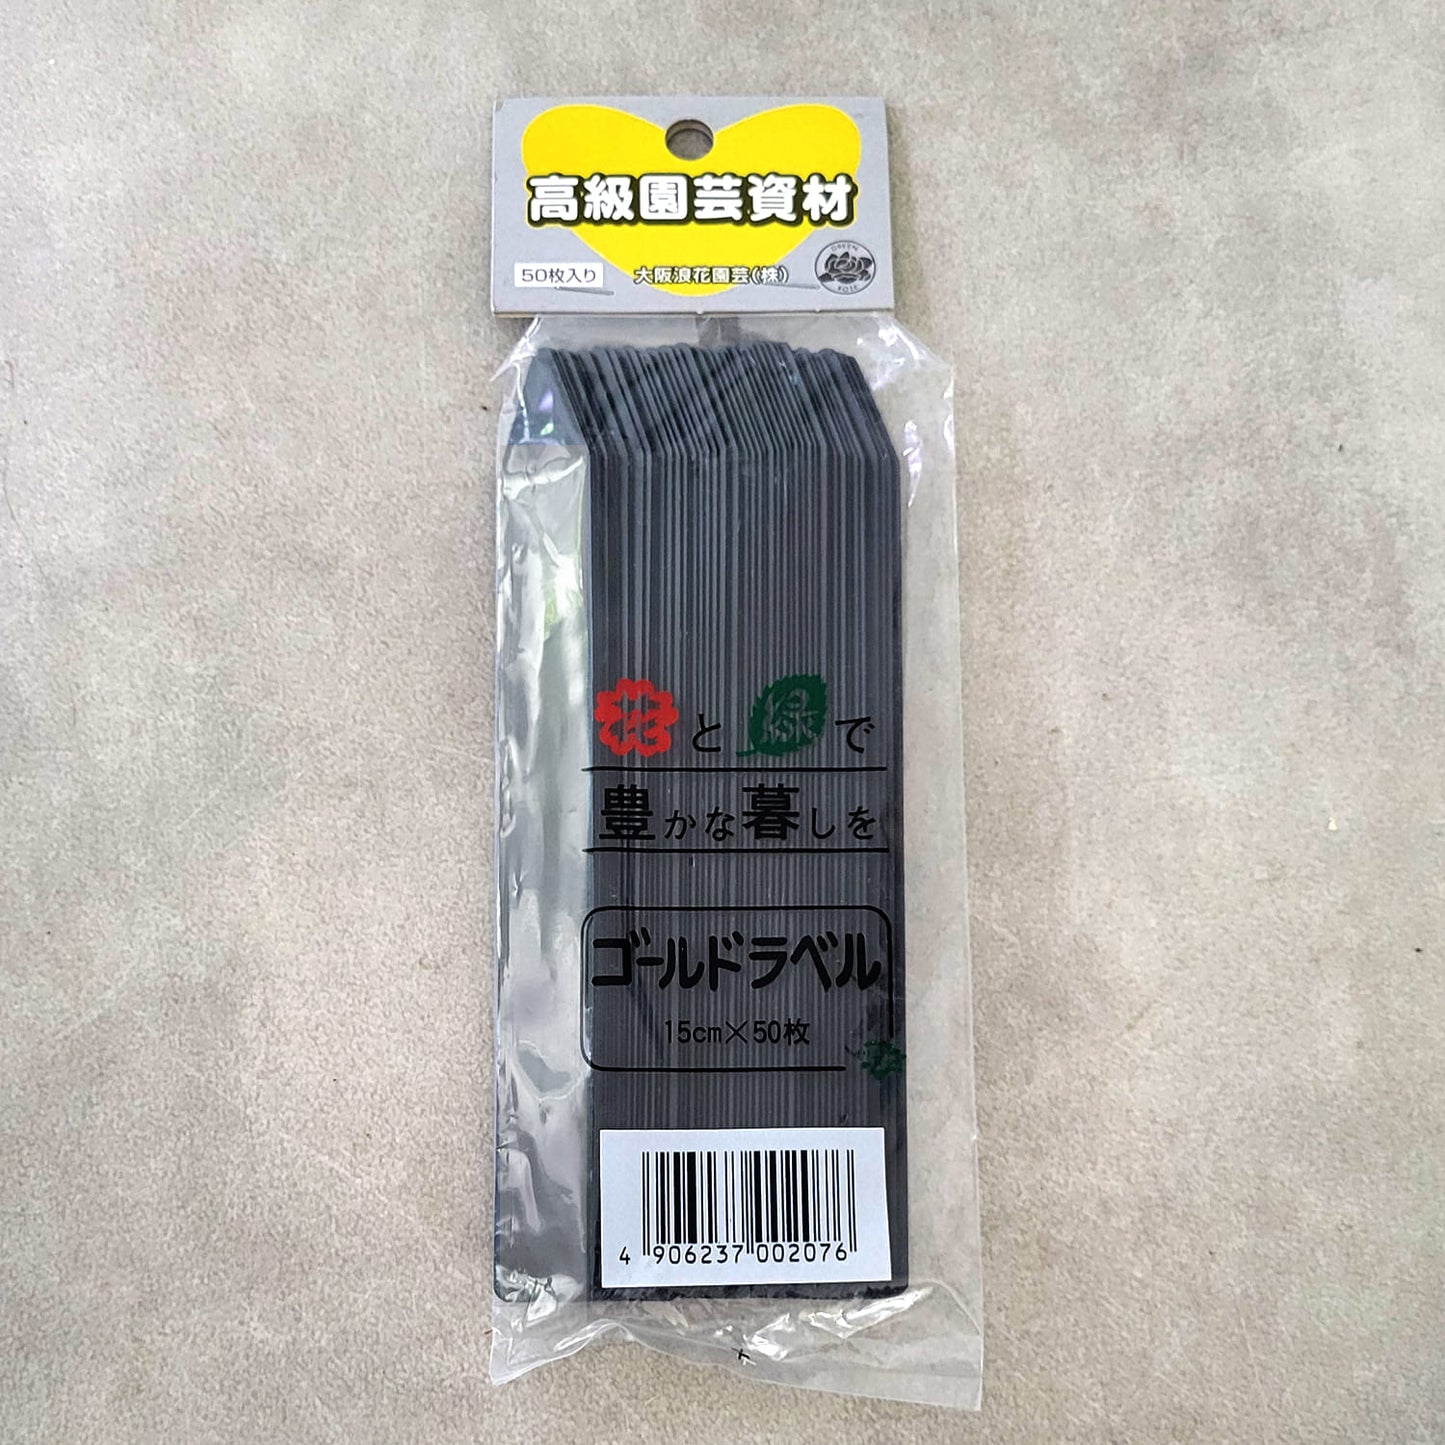 高級園芸資材
50枚入り 大阪浪花園芸(株)
GREEN
ROSE
花と緑で
豊かな暮しを
ゴールドラベル
15cm×50枚
4 906237 002076